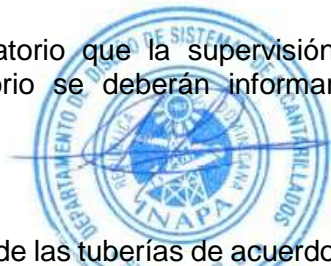 atorio que la supervisión
orio se deberán informar
DEPARTAMENTO DE DISEÑO DE SISTEMAS DE ALCANTARILLADOS
REPUBLICA DOMINICANA
INAPA
de las tuberías de acuerdo